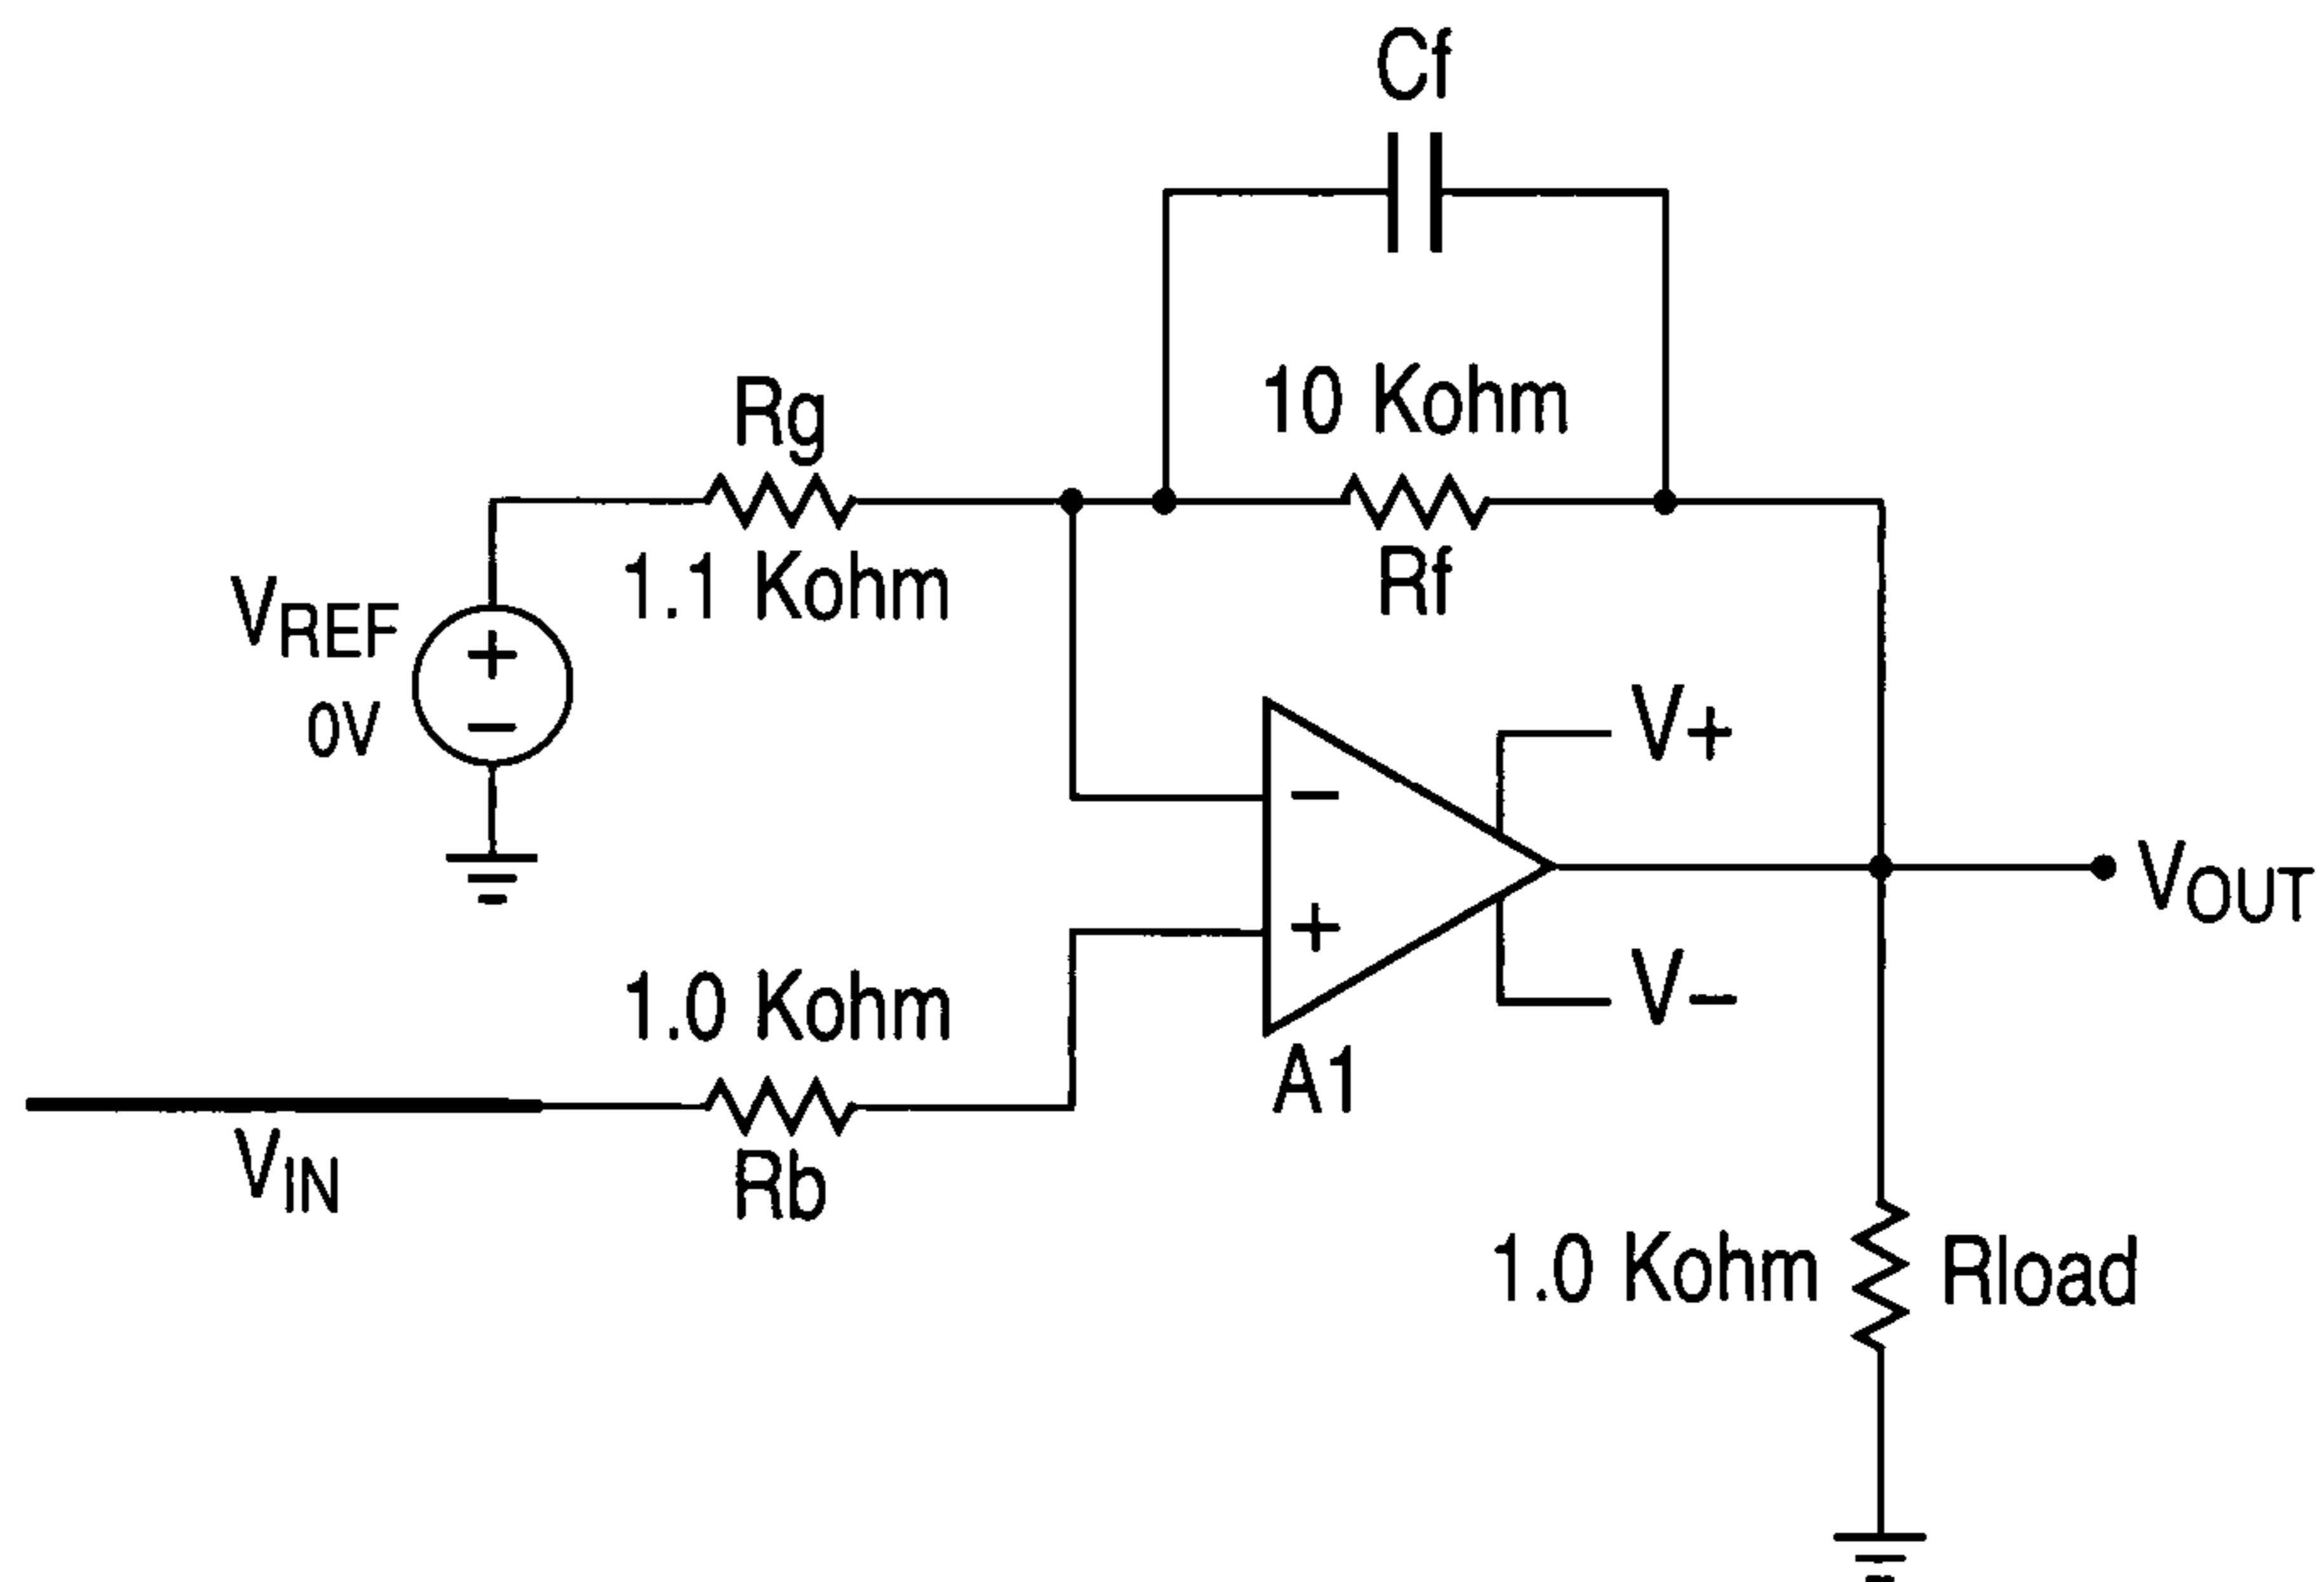 Cf
Rg
10 Kohm
1.1 Kohm
Rf
VREF
0V
+
−
V+
−
VOUT
+
V−
1.0 Kohm
A1
VIN
Rb
1.0 Kohm
Rload